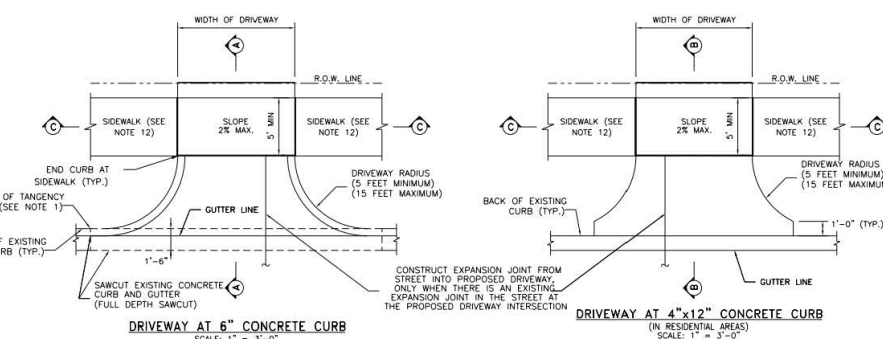 WIDTH OF DRIVEWAY
A
R.O.W. LINE
C
SIDEWALK (SEE
NOTE 12)
SLOPE
2% MAX.
5' MIN
SIDEWALK (SEE
NOTE 12)
C
END CURB AT
SIDEWALK (TYP.)
OF TANGENCY
(SEE NOTE 1)
GUTTER LINE
DRIVEWAY RADIUS
(5 FEET MINIMUM)
(15 FEET MAXIMUM)
EXISTING
(TYP.)
1'-6"
SAWCUT EXISTING CONCRETE
CURB AND GUTTER
(FULL DEPTH SAWCUT)
A
CONSTRUCT EXPANSION JOINT FROM
STREET INTO PROPOSED DRIVEWAY,
ONLY WHEN THERE IS AN EXISTING
EXPANSION JOINT IN THE STREET AT
THE PROPOSED DRIVEWAY INTERSECTION
DRIVEWAY AT 6" CONCRETE CURB
SCALE: 1" = 3'-0"
WIDTH OF DRIVEWAY
B
R.O.W. LINE
C
SIDEWALK (SEE
NOTE 12)
SLOPE
2% MAX.
5' MIN
SIDEWALK (SEE
NOTE 12)
C
DRIVEWAY RADIUS
(5 FEET MINIMUM)
(15 FEET MAXIMU
BACK OF EXISTING
CURB (TYP.)
1'-0" (TYP.)
GUTTER LINE
B
DRIVEWAY AT 4"x12" CONCRETE CURB
(IN RESIDENTIAL AREAS)
SCALE: 1" = 3'-0"